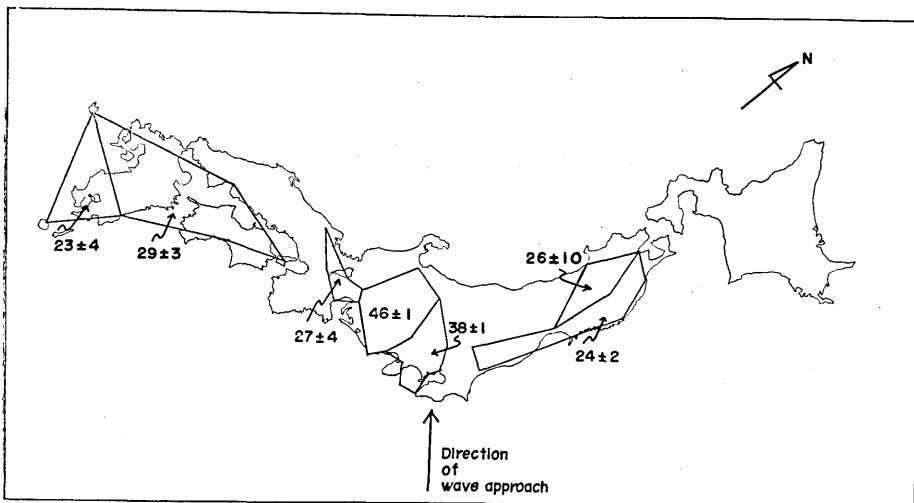 N
23±4
29±3
27±4
46±1
38±1
26±10
24±2
Direction
of
wave approach